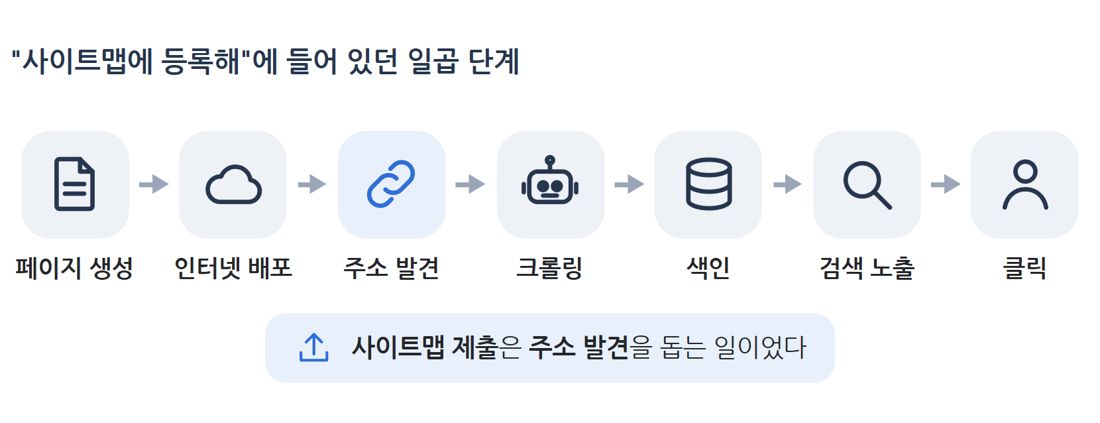 "사이트맵에 등록해"에 들어 있던 일곱 단계
페이지 생성
인터넷 배포
주소 발견
크롤링
색인
검색 노출
클릭
사이트맵 제출은 주소 발견을 돕는 일이었다